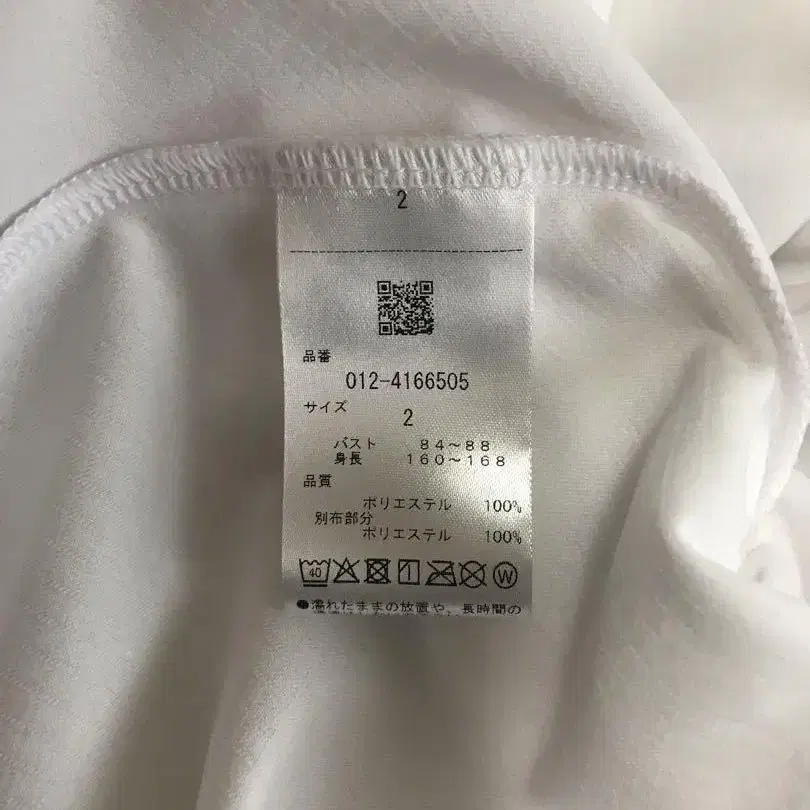 2
品番
012-4166505
サイズ
2
バスト 84～88
身長 160～168
品質
ポリエステル 100%
別布部分
ポリエステル 100%
40 W
●濡れたままの放置や、長時間の